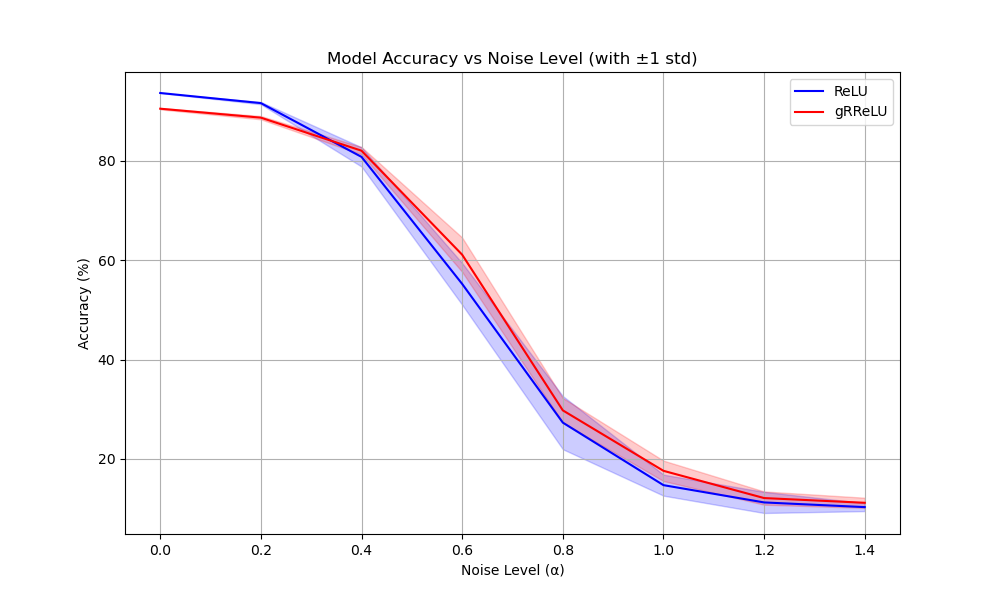 Model Accuracy vs Noise Level (with ±1 std)
ReLU
gRReLU
Accuracy (%)
80
60
40
20
0.0 0.2 0.4 0.6 0.8 1.0 1.2 1.4
Noise Level (α)